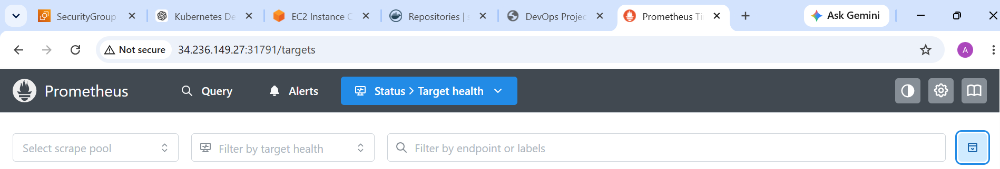 SecurityGroup
Kubernetes De
EC2 Instance C
Repositories | s
DevOps Projec
Prometheus Ti
Ask Gemini
Not secure
34.236.149.27:31791/targets
A
Prometheus
Query
Alerts
Status > Target health
Select scrape pool
Filter by target health
Filter by endpoint or labels